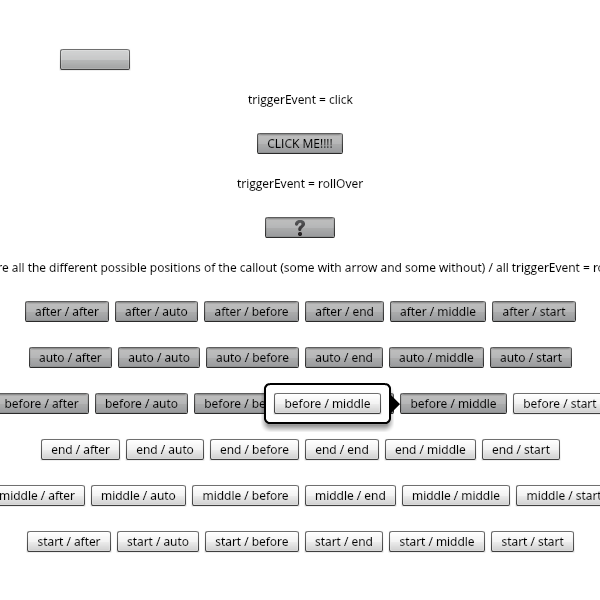 triggerEvent = click
CLICK ME!!!!
triggerEvent = rollOver
?
all the different possible positions of the callout (some with arrow and some without) / all triggerEvent =
after / after after / auto after / before after / end after / middle after / start
auto / after auto / auto auto / before auto / end auto / middle auto / start
before / after before / auto before / be before / middle before / middle before / start
end / after end / auto end / before end / end end / middle end / start
middle / after middle / auto middle / before middle / end middle / middle middle / start
start / after start / auto start / before start / end start / middle start / start